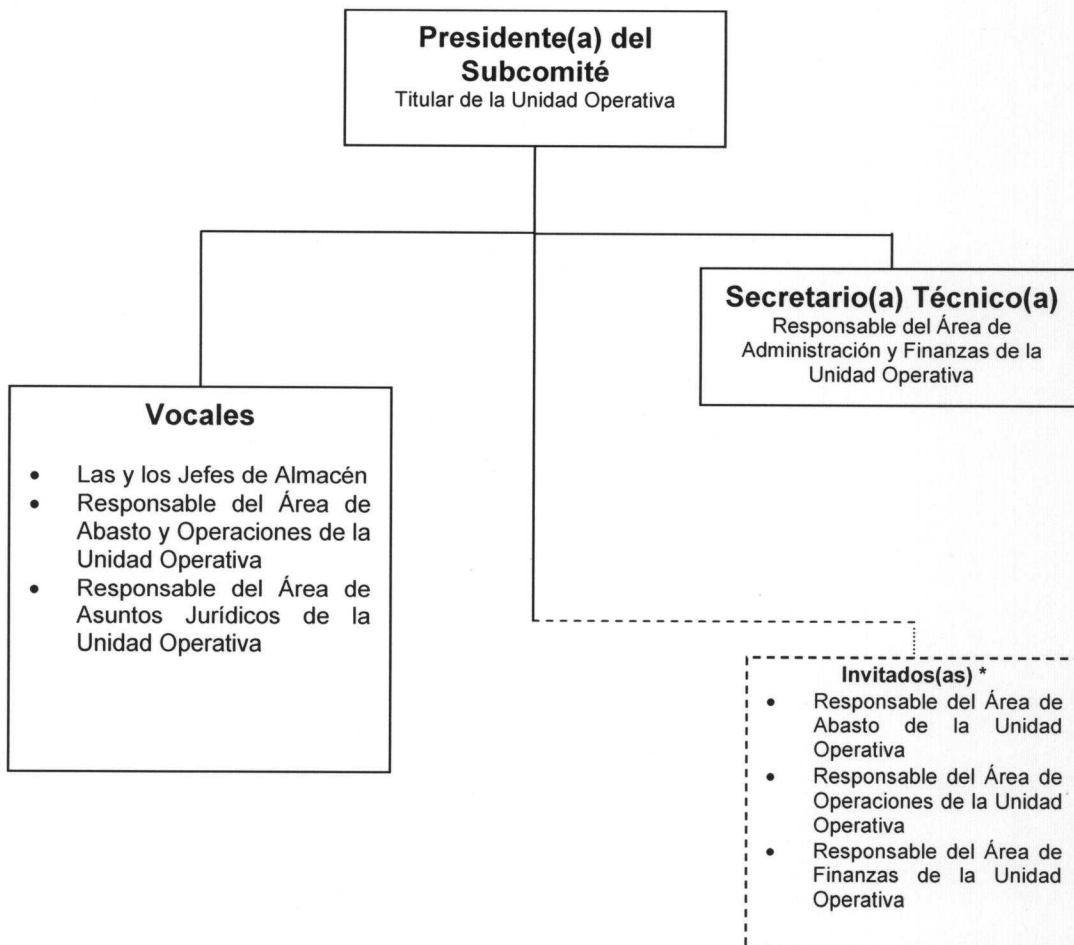 Presidente(a) del
Subcomité
Titular de la Unidad Operativa
Secretario(a) Técnico(a)
Responsable del Área de
Administración y Finanzas de la
Unidad Operativa
Vocales
• Las y los Jefes de Almacén
• Responsable del Área de
Abasto y Operaciones de la
Unidad Operativa
• Responsable del Área de
Asuntos Jurídicos de la
Unidad Operativa
Invitados(as) *
• Responsable del Área de
Abasto de la Unidad
Operativa
• Responsable del Área de
Operaciones de la Unidad
Operativa
• Responsable del Área de
Finanzas de la Unidad
Operativa